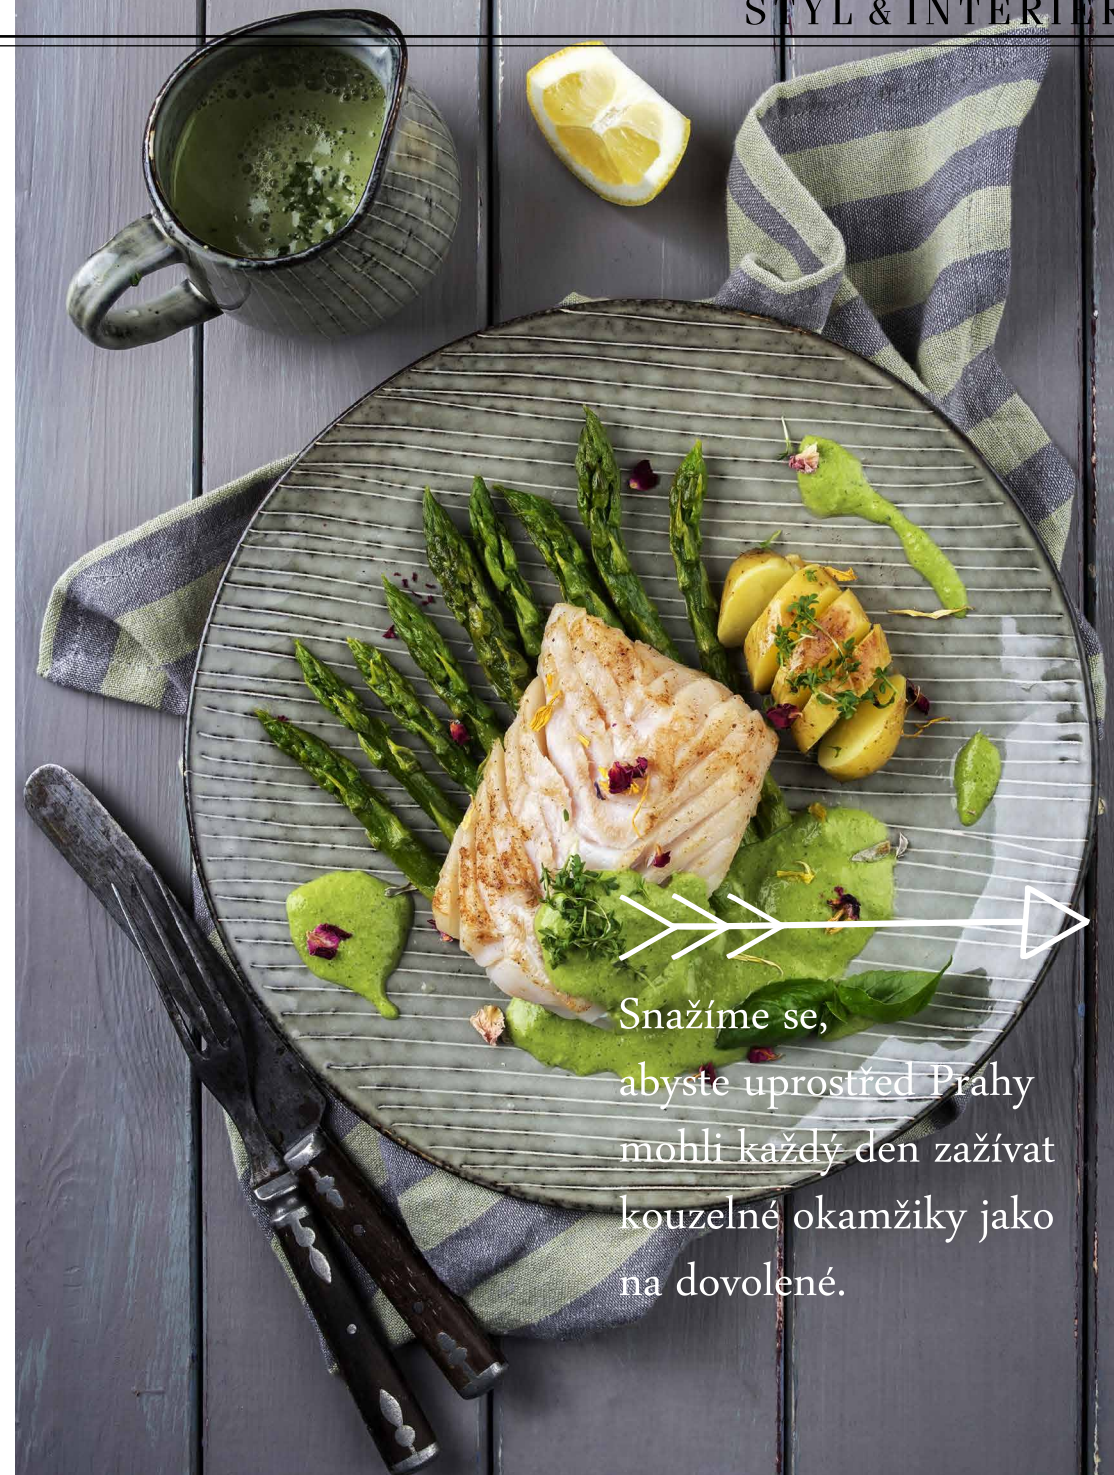 STYL & INTERIÉR
Snažíme se,
abyste uprostřed Prahy
mohli každý den zažívat
kouzelné okamžiky jako
na dovolené.